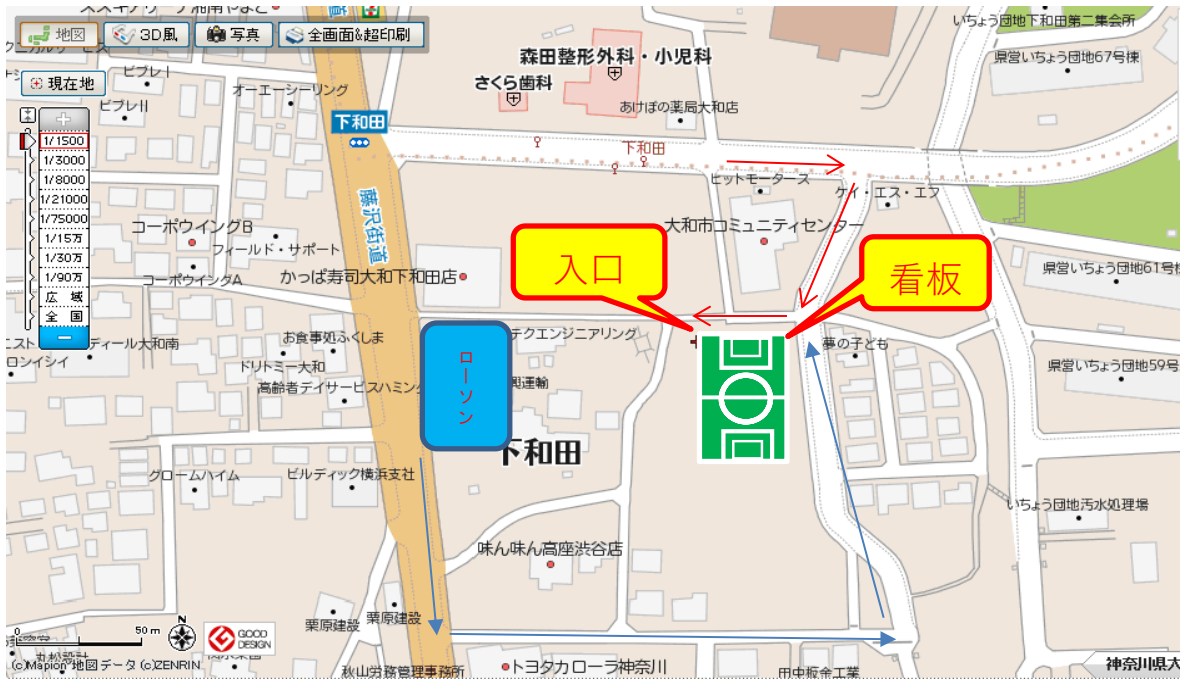 地図
3D風
写真
全画面&超印刷
いちょう団地下和田第二集会所
県営いちょう団地67号棟
森田整形外科・小児科
さくら歯科
あけぼの薬局大和店
現在地
ビブレI
ビブレII
オーエーシーリング
下和田
下和田
1/1500
1/3000
1/8000
1/21000
1/75000
1/15万
1/30万
1/90万
広域
全国
ヒットモータース
ケイ・エス・エフ
藤沢街道
大和市コミュニティセンター
コーポウイングB
フィールド・サポート
コーポウイングA
かっぱ寿司大和下和田店
入口
看板
県営いちょう団地61号棟
お食事処ふくしま
テクエンジニアリング
夢の子ども
ディール大和南
ロンイシイ
ドリトミー大和
高齢者デイサービスハミング
ローソン
興運輸
県営いちょう団地59号
下和田
グロームハイム
ビルディック横浜支社
いちょう団地汚水処理場
味ん味ん高座渋谷店
栗原建設
栗原建設
0
50m
N
GOOD DESIGN
(c)Mapion 地図データ (c)ZENRIN
秋山労務管理事務所
トヨタカローラ神奈川
田中板金工業
神奈川県大